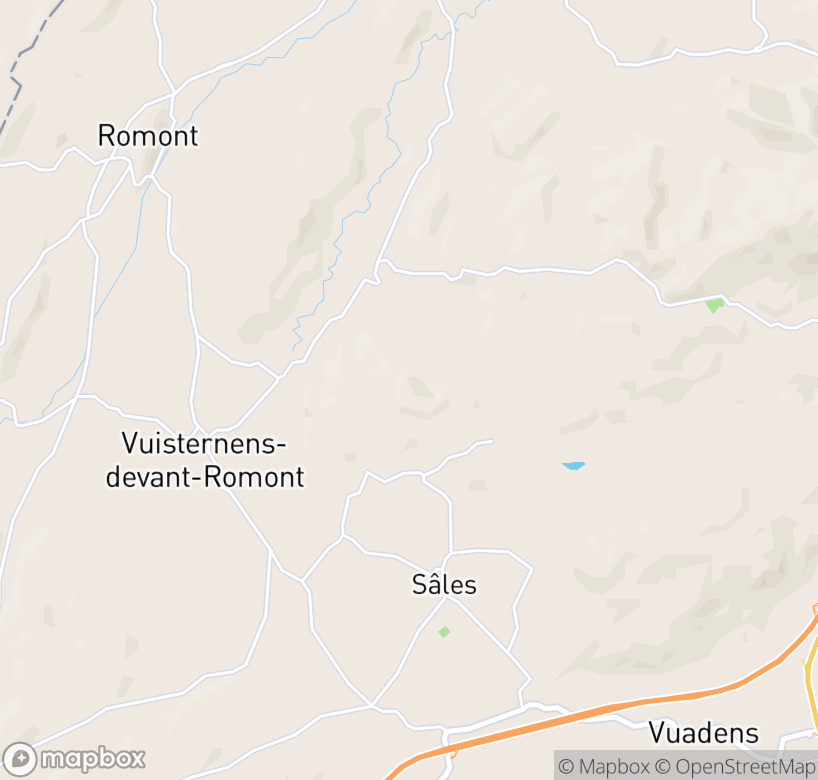 Romont
Vuisternens-
devant-Romont
Sâles
Vuadens
mapbox
© Mapbox © OpenStreetMap